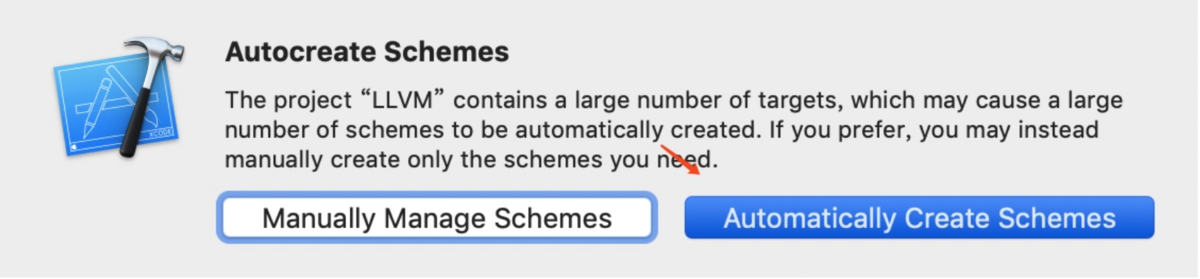 Autocreate Schemes
The project “LLVM” contains a large number of targets, which may cause a large
number of schemes to be automatically created. If you prefer, you may instead
manually create only the schemes you need.
XCODE
Manually Manage Schemes
Automatically Create Schemes